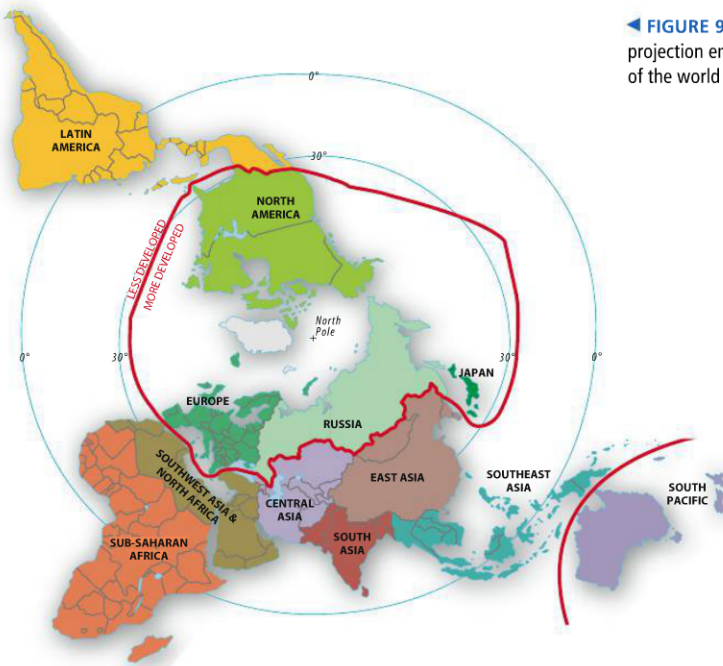 ◀ FIGURE 9
projection en
of the world
0°
LATIN
AMERICA
30°
NORTH
AMERICA
LESS DEVELOPED
MORE DEVELOPED
North
Pole
0°
30°
30°
0°
JAPAN
EUROPE
RUSSIA
SOUTHWEST ASIA &
NORTH AFRICA
EAST ASIA
SOUTHEAST
ASIA
SOUTH
PACIFIC
CENTRAL
ASIA
SUB-SAHARAN
AFRICA
SOUTH
ASIA